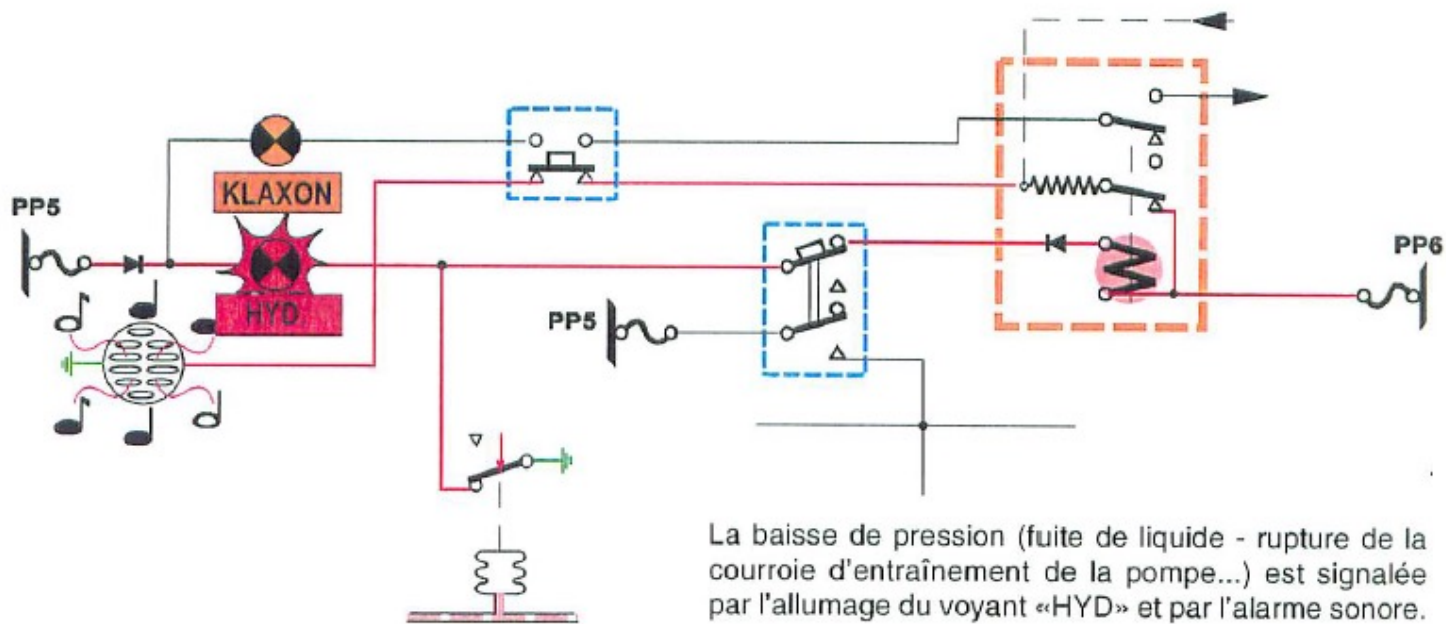 KLAXON
PP5
HYD
PP6
PP5
La baisse de pression (fuite de liquide - rupture de la
courroie d'entraînement de la pompe...) est signalée
par l'allumage du voyant «HYD» et par l'alarme sonore.